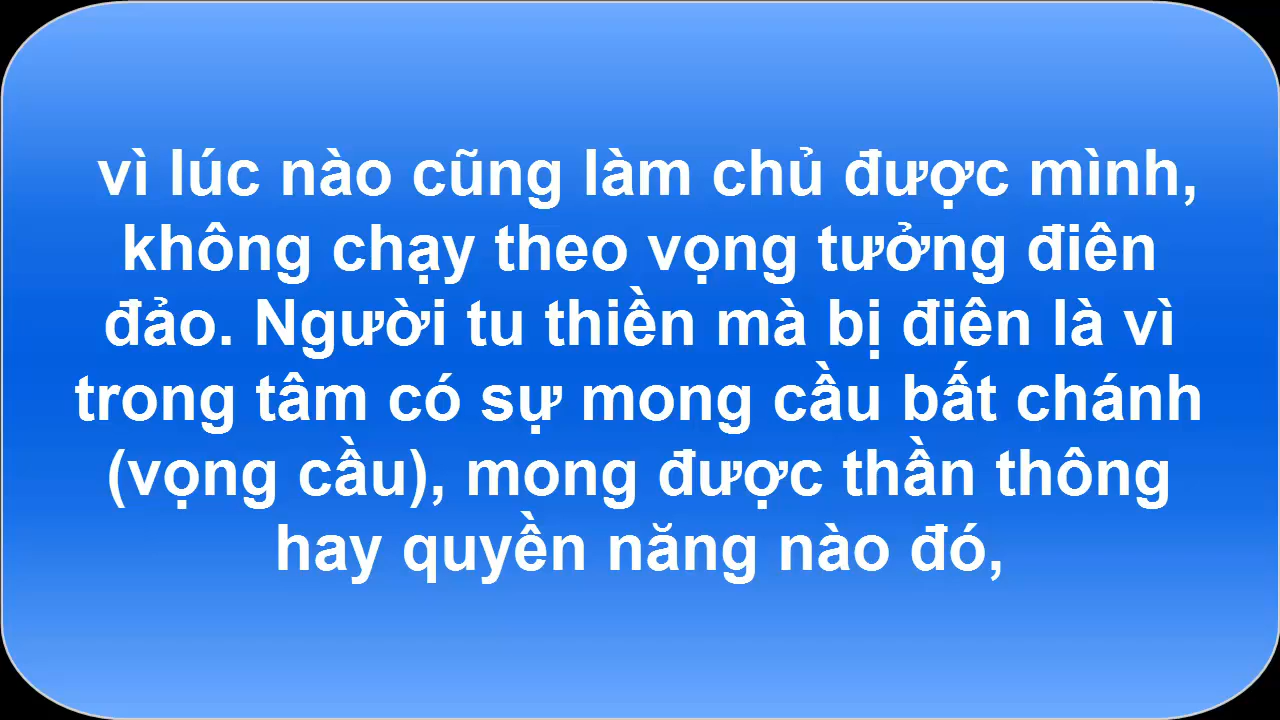 vì lúc nào cũng làm chủ được mình,
không chạy theo vọng tưởng điên
đảo. Người tu thiền mà bị điên là vì
trong tâm có sự mong cầu bất chánh
(vọng cầu), mong được thần thông
hay quyền năng nào đó,